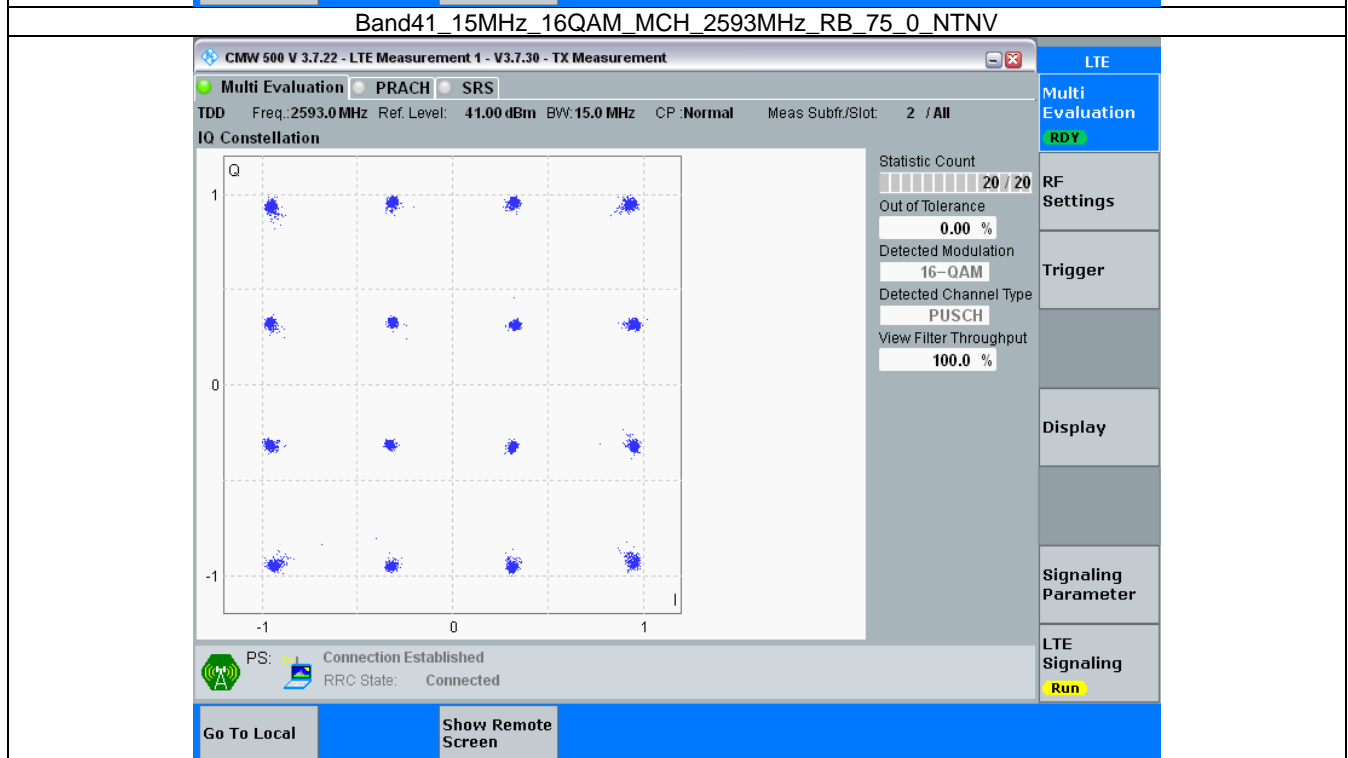 Band41_15MHz_16QAM_MCH_2593MHz_RB_75_0_NTNV
CMW 500 V 3.7.22 - LTE Measurement 1 - V3.7.30 - TX Measurement
LTE
Multi Evaluation PRACH SRS
TDD Freq.:2593.0 MHz Ref. Level: 41.00 dBm BW:15.0 MHz CP :Normal Meas Subfr./Slot: 2 / All
IQ Constellation
Q
1
0
-1
I
-1 0 1
Statistic Count
20 / 20
Out of Tolerance
0.00 %
Detected Modulation
16-QAM
Detected Channel Type
PUSCH
View Filter Throughput
100.0 %
Multi
Evaluation
RDY
RF
Settings
Trigger
Display
Signaling
Parameter
LTE
Signaling
Run
PS: Connection Established
RRC State: Connected
Go To Local
Show Remote
Screen